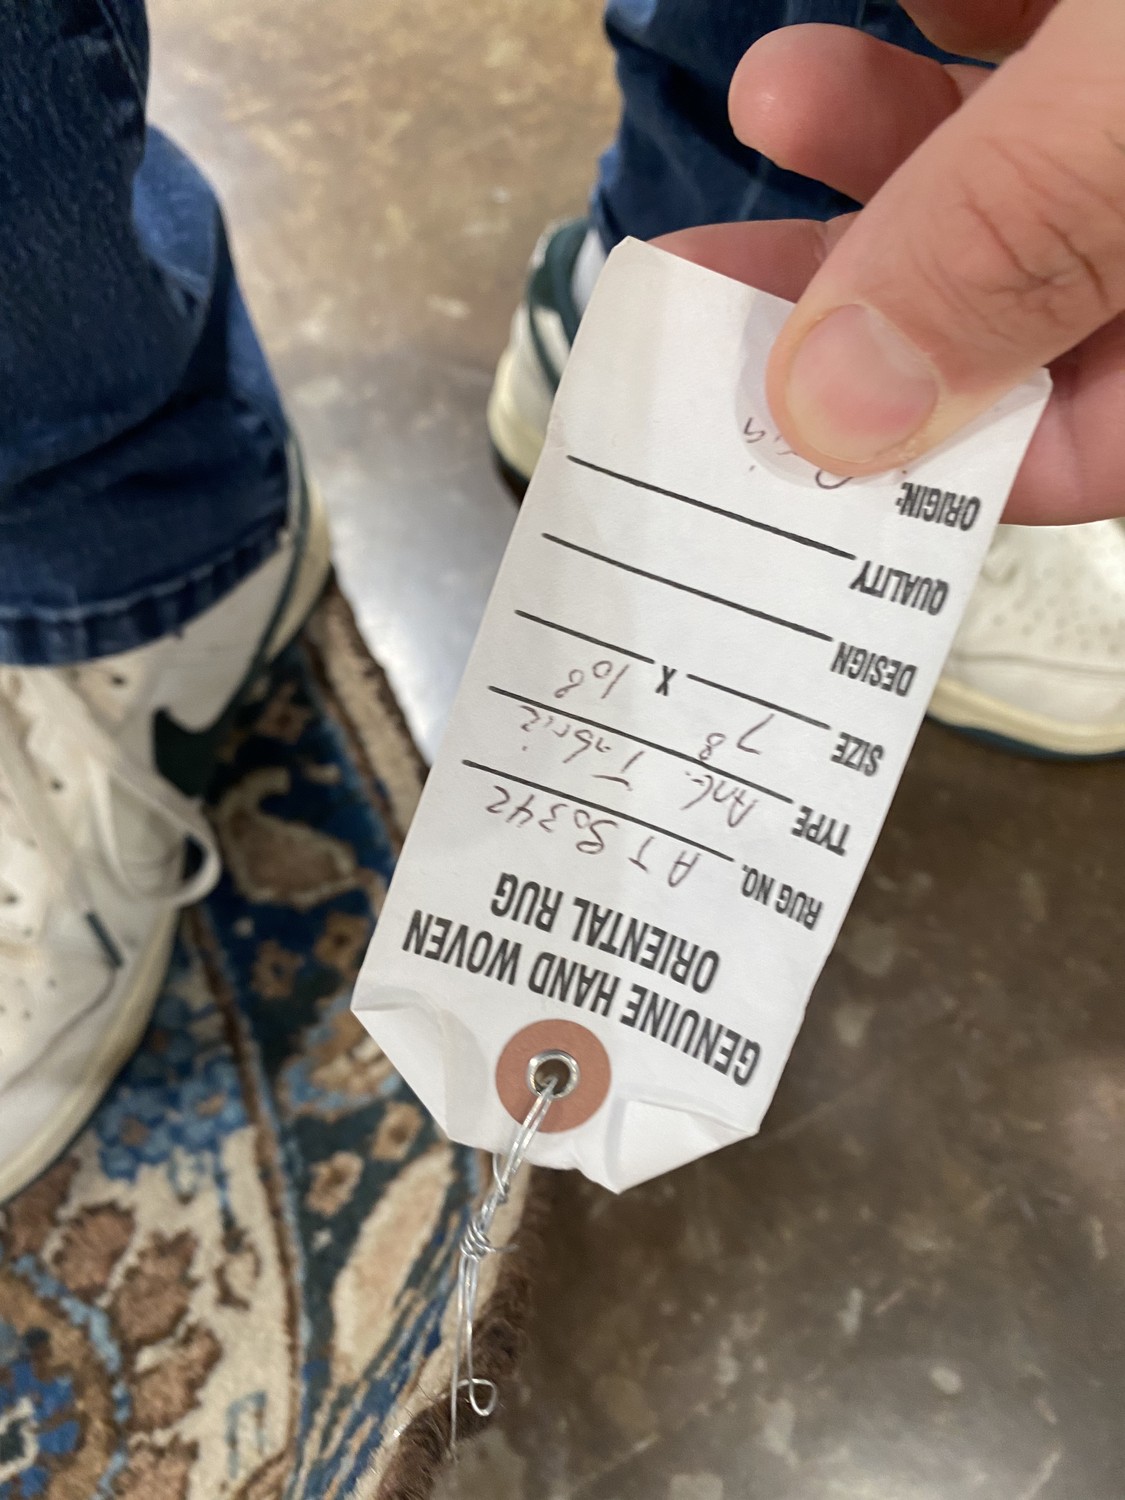 GENUINE HAND WOVEN
ORIENTAL RUG
RUG NO. AT 80342
TYPE Ant. Tabriz
SIZE 7 8 X 10 8
DESIGN
QUALITY
ORIGIN: